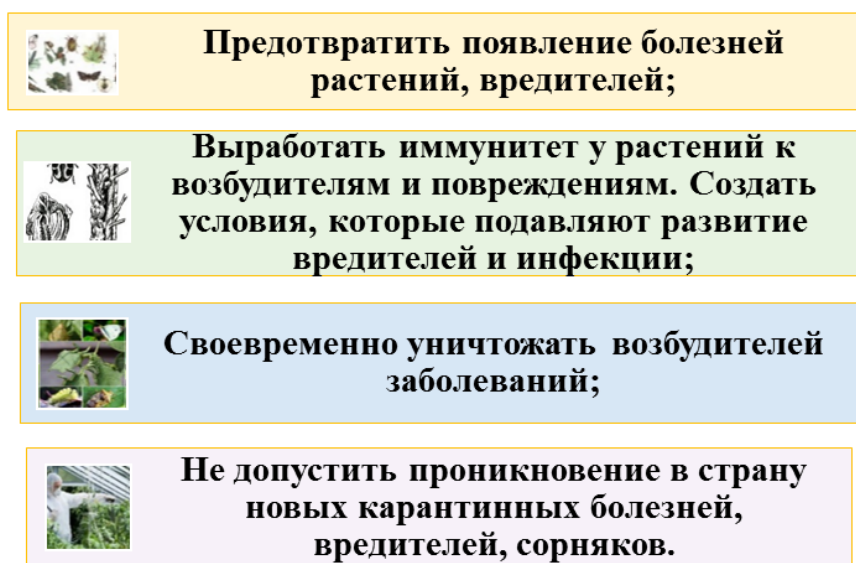 Предотвратить появление болезней
растений, вредителей;
Выработать иммунитет у растений к
возбудителям и повреждениям. Создать
условия, которые подавляют развитие
вредителей и инфекции;
Своевременно уничтожать возбудителей
заболеваний;
Не допустить проникновение в страну
новых карантинных болезней,
вредителей, сорняков.